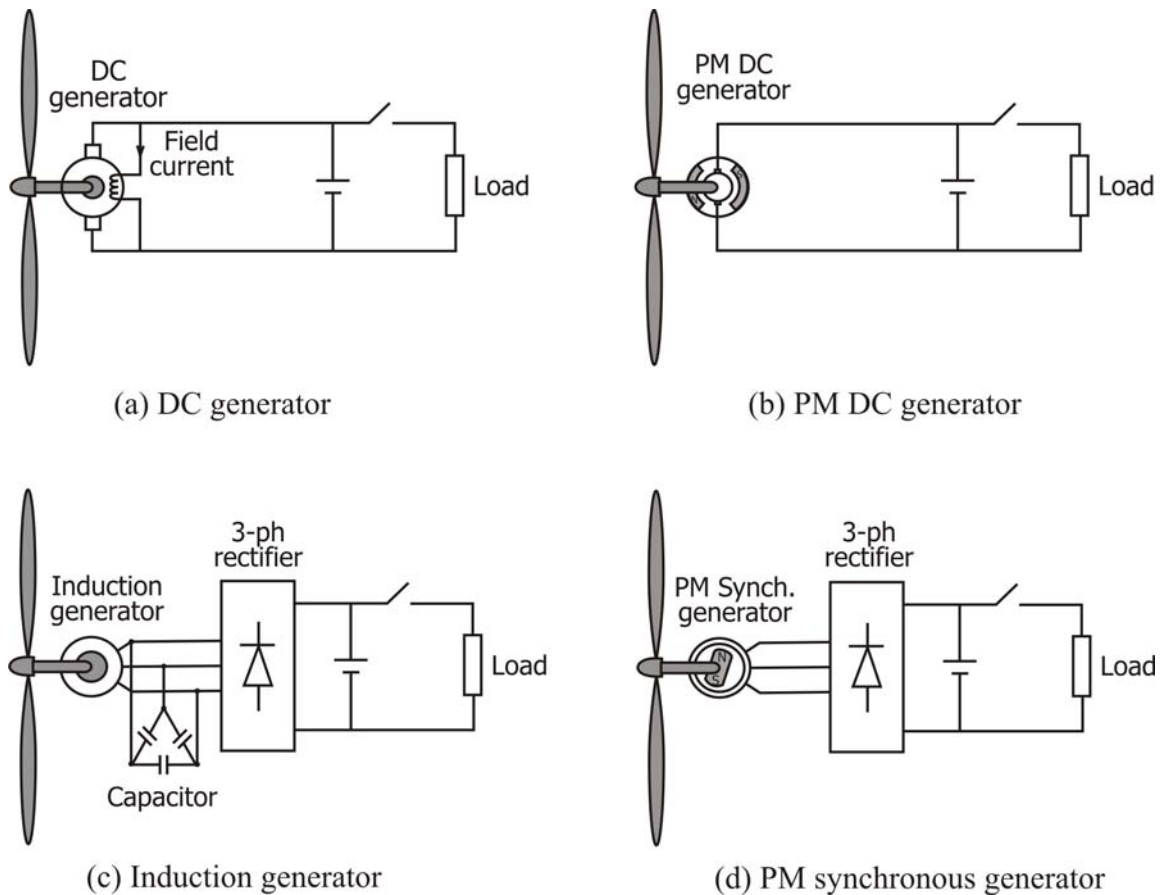 DC
generator
Field
current
Load
(a) DC generator
PM DC
generator
Load
(b) PM DC generator
Induction
generator
3-ph
rectifier
Capacitor
Load
(c) Induction generator
PM Synch.
generator
N
S
3-ph
rectifier
Load
(d) PM synchronous generator